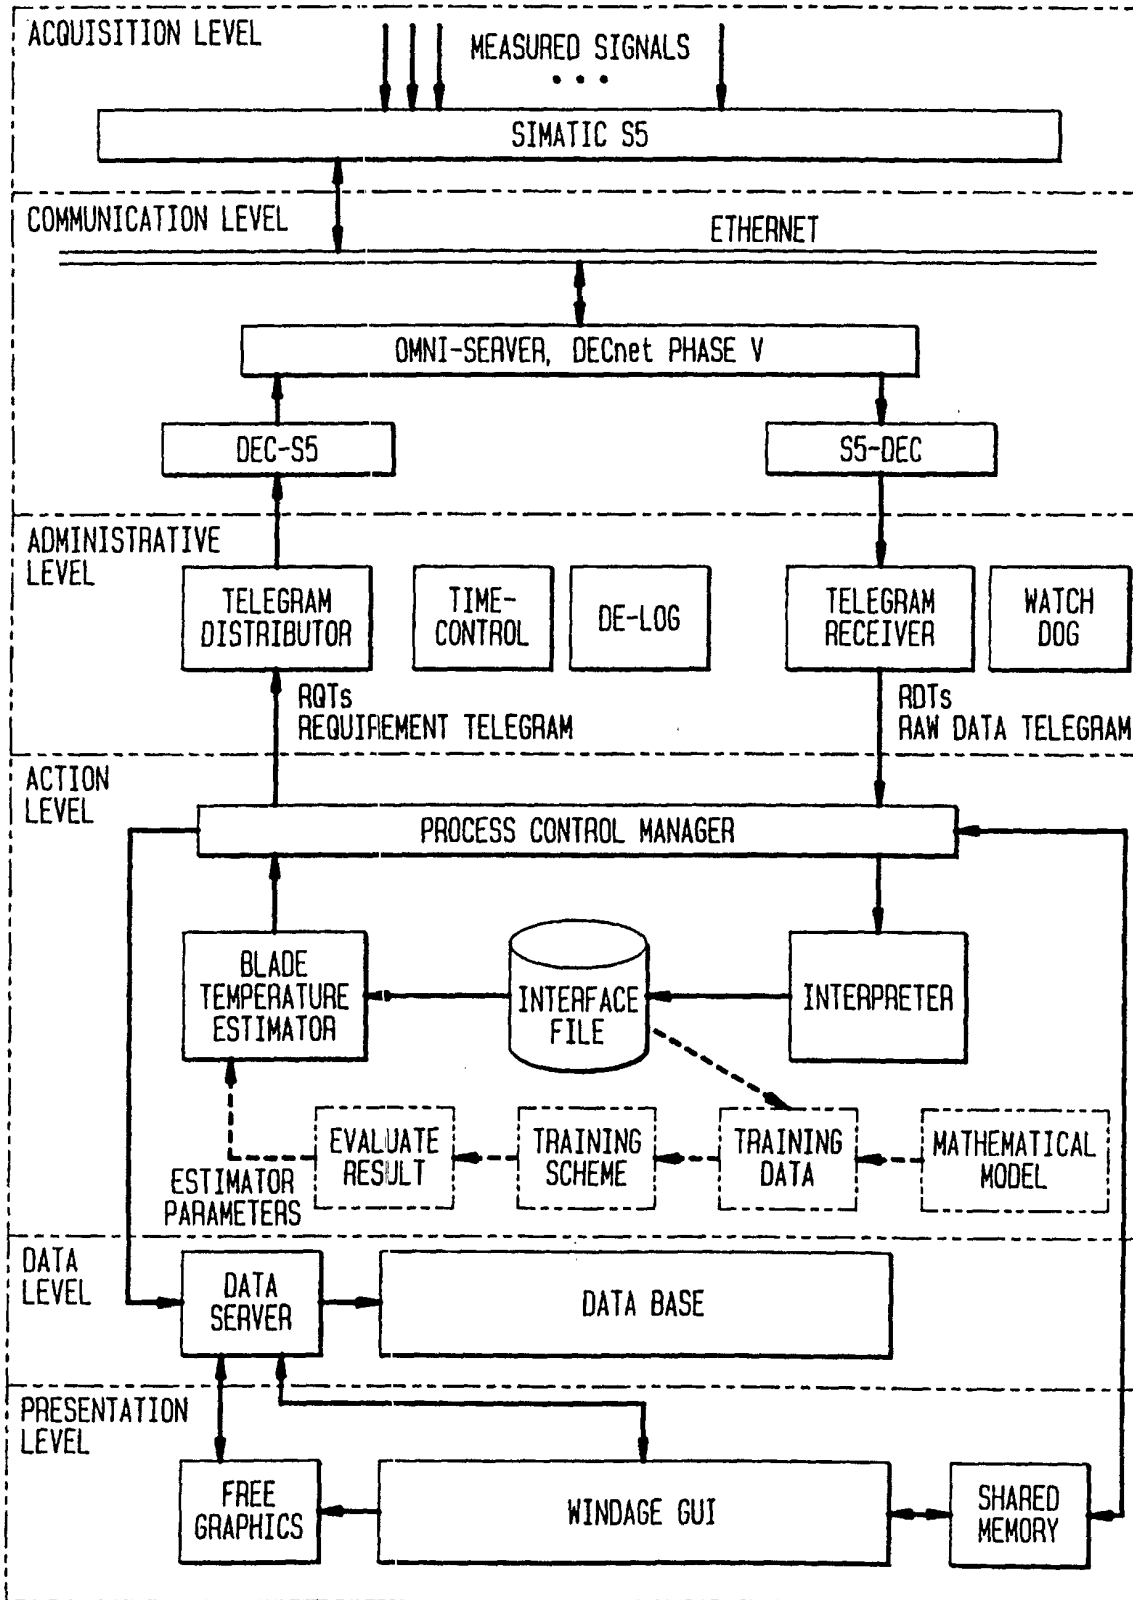 ACQUISITION LEVEL
MEASURED SIGNALS
. . .
SIMATIC S5
COMMUNICATION LEVEL
ETHERNET
OMNI-SERVER, DECnet PHASE V
DEC-S5
S5-DEC
ADMINISTRATIVE
LEVEL
TELEGRAM
DISTRIBUTOR
TIME-
CONTROL
DE-LOG
TELEGRAM
RECEIVER
WATCH
DOG
RQTs
REQUIREMENT TELEGRAM
RDTs
RAW DATA TELEGRAM
ACTION
LEVEL
PROCESS CONTROL MANAGER
BLADE
TEMPERATURE
ESTIMATOR
INTERFACE
FILE
INTERPRETER
EVALUATE
RESULT
TRAINING
SCHEME
TRAINING
DATA
MATHEMATICAL
MODEL
ESTIMATOR
PARAMETERS
DATA
LEVEL
DATA
SERVER
DATA BASE
PRESENTATION
LEVEL
FREE
GRAPHICS
WINDAGE GUI
SHARED
MEMORY